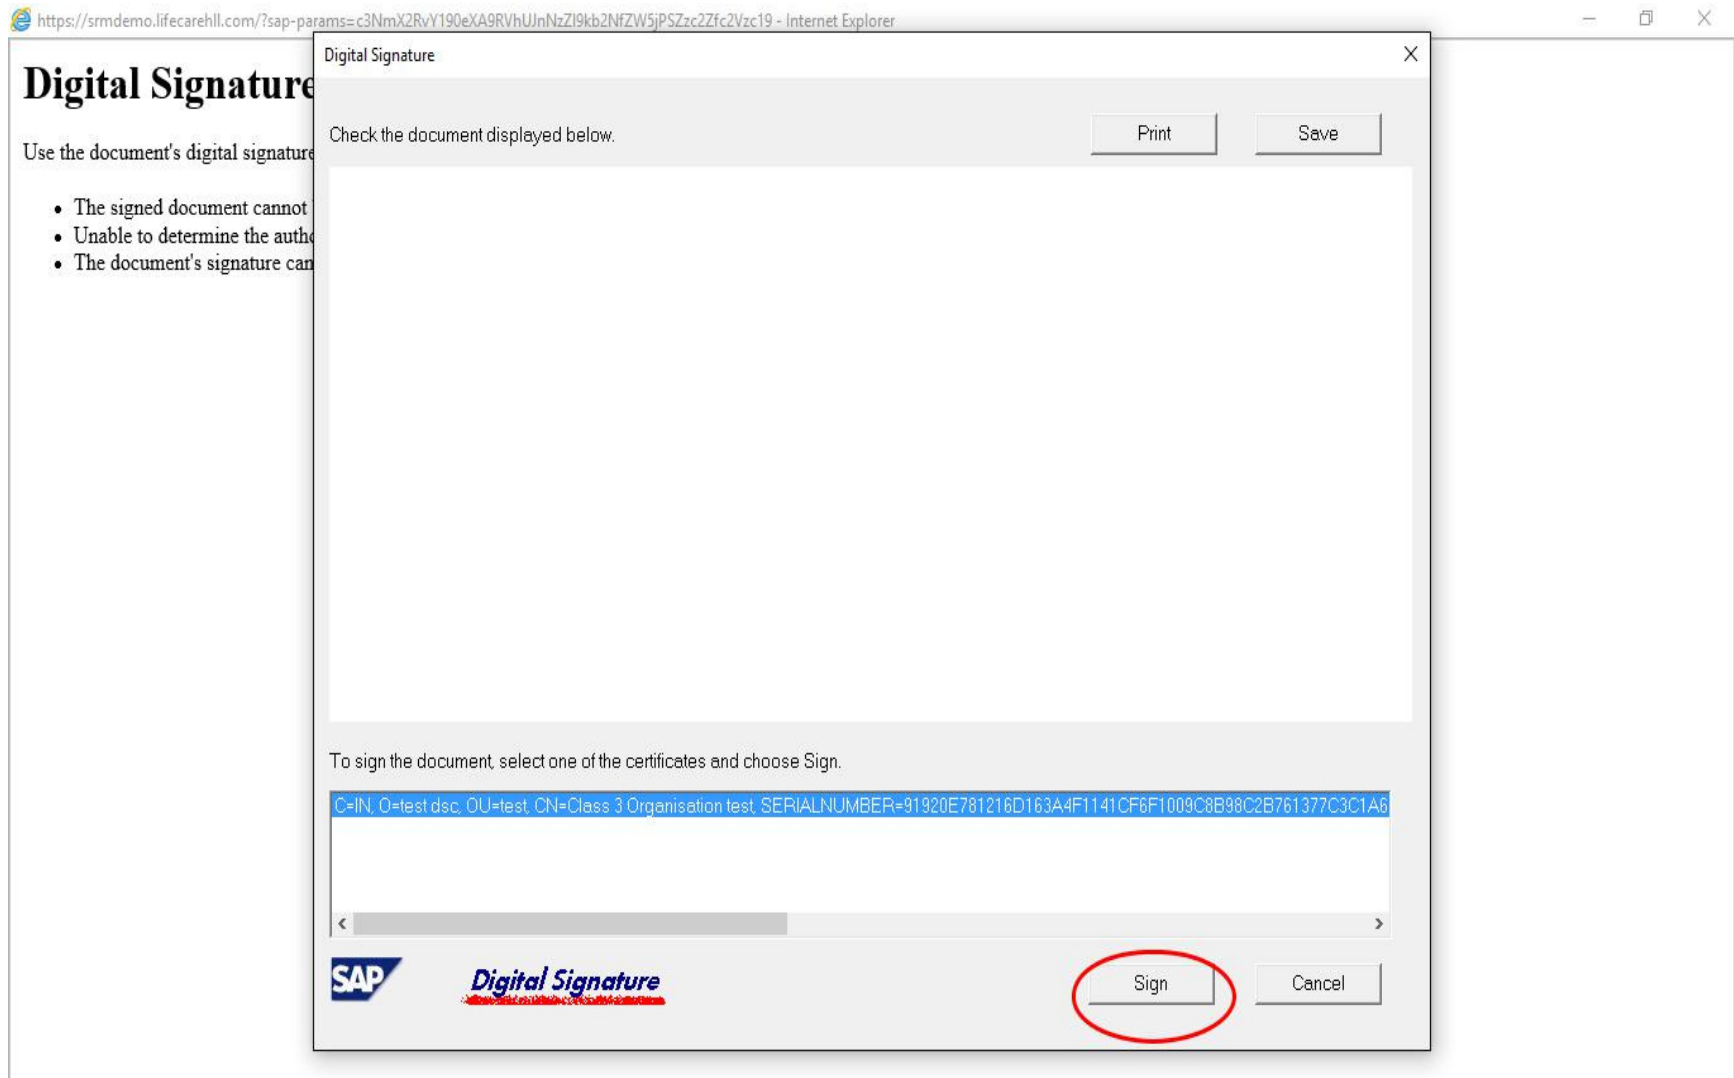 https://srmdemo.lifecarehll.com/?sap-params=c3NmX2RvY190eXA9RVhUJnNzZl9kb2NfZW5jPSZzc2Zfc2Vzc19 - Internet Explorer
Digital Signature
Digital Signature
Check the document displayed below.
Print
Save
Use the document's digital signature
• The signed document cannot
• Unable to determine the
• The document's signature
To sign the document, select one of the certificates and choose Sign.
C=IN, O=test dsc, OU=test, CN=Class 3 Organisation test, SERIALNUMBER=91920E781216D163A4F1141CF6F1009C8B98C2B761377C3C1A6
SAP
Digital Signature
Sign
Cancel